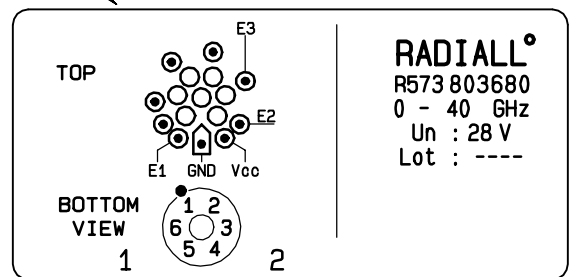 E3
TOP
E2
E1 GND Vcc
BOTTOM
VIEW
1 2
6 3
5 4
1 2
RADIALL°
R573 803680
0 - 40 GHz
Un : 28 V
Lot : ----